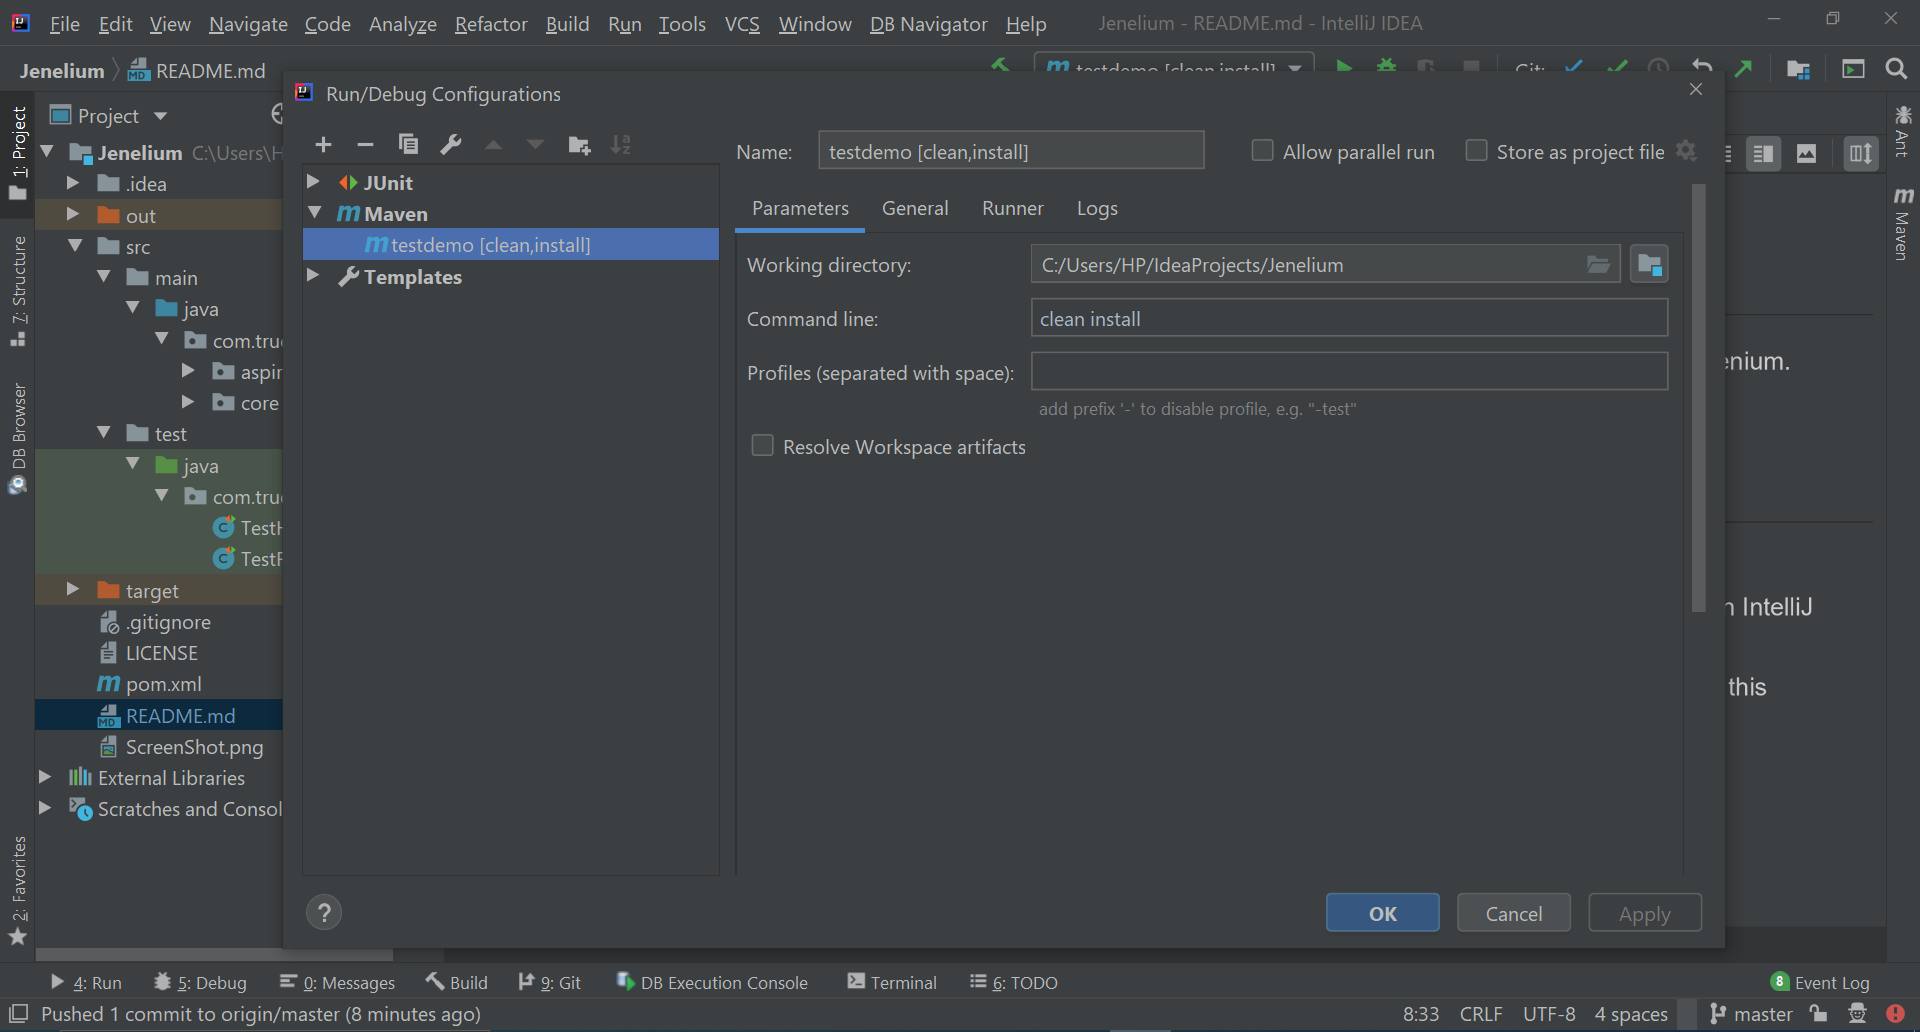 File Edit View Navigate Code Analyze Refactor Build Run Tools VCS Window DB Navigator Help Jenelium - README.md - IntelliJ IDEA
Jenelium README.md testdemo [clean,install] Git:
Run/Debug Configurations
1: Project
7: Structure
DB Browser
2: Favorites
Project
Jenelium C:\Users\H
.idea
out
src
main
java
com.true
aspir
core
test
java
com.true
Test
Test
target
.gitignore
LICENSE
pom.xml
README.md
ScreenShot.png
External Libraries
Scratches and Consol
JUnit
Maven
testdemo [clean,install]
Templates
Name: testdemo [clean,install] Allow parallel run Store as project file
Parameters General Runner Logs
Working directory: C:/Users/HP/IdeaProjects/Jenelium
Command line: clean install
Profiles (separated with space):
add prefix '-' to disable profile, e.g. "-test"
Resolve Workspace artifacts
? OK Cancel Apply
enium.
IntelliJ
this
Ant
Maven
4: Run 5: Debug 0: Messages Build 9: Git DB Execution Console Terminal 6: TODO 8 Event Log
Pushed 1 commit to origin/master (8 minutes ago) 8:33 CRLF UTF-8 4 spaces master